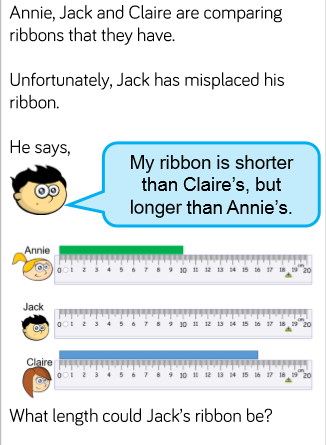 Annie, Jack and Claire are comparing
ribbons that they have.
Unfortunately, Jack has misplaced his
ribbon.
He says,
My ribbon is shorter
than Claire's, but
longer than Annie's.
Annie
0 1 2 3 4 5 6 7 8 9 10 11 12 13 14 15 16 17 18 19 20
Jack
0 1 2 3 4 5 6 7 8 9 10 11 12 13 14 15 16 17 18 19 20
Claire
0 1 2 3 4 5 6 7 8 9 10 11 12 13 14 15 16 17 18 19 20
What length could Jack's ribbon be?